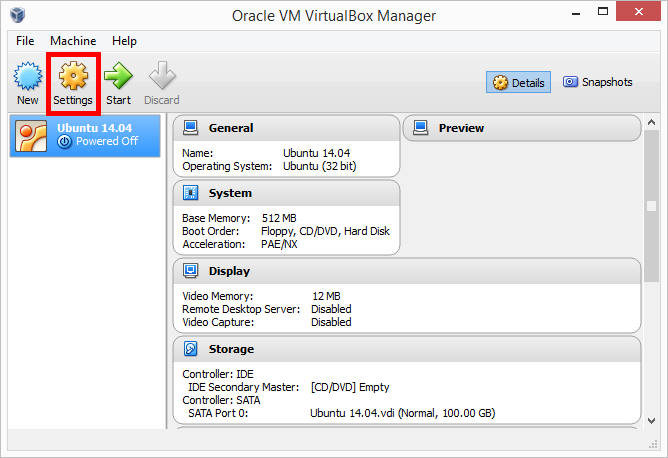 Oracle VM VirtualBox Manager
File Machine Help
New Settings Start Discard Details Snapshots
Ubuntu 14.04
Powered Off
General
Name: Ubuntu 14.04
Operating System: Ubuntu (32 bit)
Preview
System
Base Memory: 512 MB
Boot Order: Floppy, CD/DVD, Hard Disk
Acceleration: PAE/NX
Display
Video Memory: 12 MB
Remote Desktop Server: Disabled
Video Capture: Disabled
Storage
Controller: IDE
IDE Secondary Master: [CD/DVD] Empty
Controller: SATA
SATA Port 0: Ubuntu 14.04.vdi (Normal, 100.00 GB)